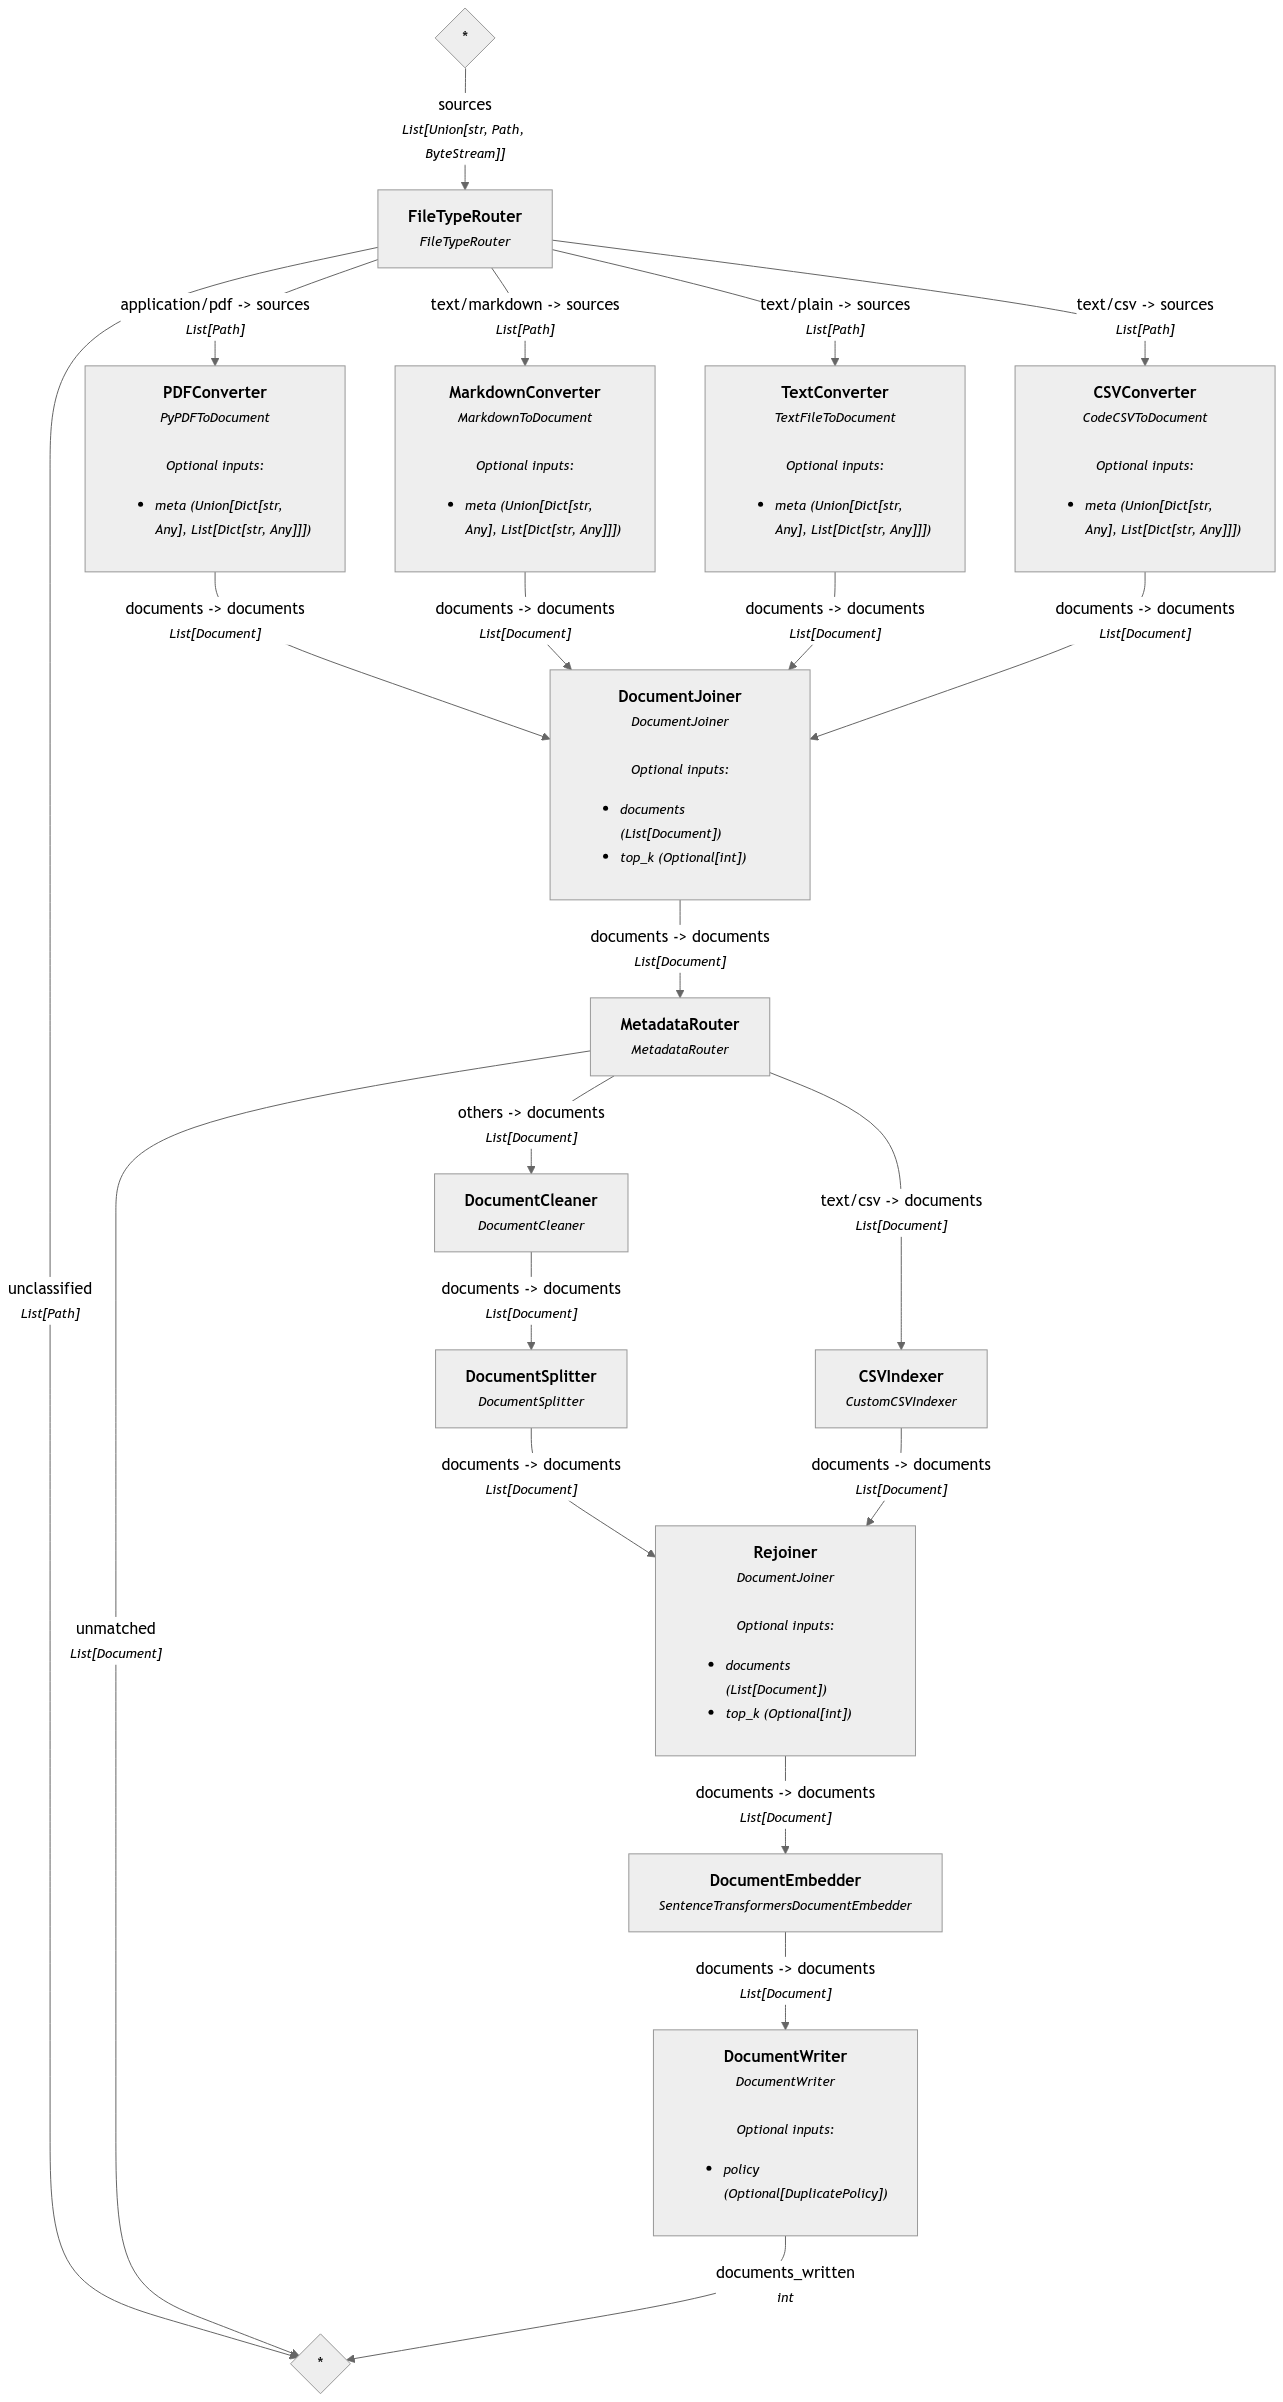 *
sources
List[Union[str, Path,
ByteStream]]
FileTypeRouter
FileTypeRouter
application/pdf -> sources
List[Path]
text/markdown -> sources
List[Path]
text/plain -> sources
List[Path]
text/csv -> sources
List[Path]
PDFConverter
PyPDFToDocument
Optional inputs:
• meta (Union[Dict[str,
Any], List[Dict[str, Any]]])
MarkdownConverter
MarkdownToDocument
Optional inputs:
• meta (Union[Dict[str,
Any], List[Dict[str, Any]]])
TextConverter
TextFileToDocument
Optional inputs:
• meta (Union[Dict[str,
Any], List[Dict[str, Any]]])
CSVConverter
CodeCSVToDocument
Optional inputs:
• meta (Union[Dict[str,
Any], List[Dict[str, Any]]])
documents -> documents
List[Document]
documents -> documents
List[Document]
documents -> documents
List[Document]
documents -> documents
List[Document]
DocumentJoiner
DocumentJoiner
Optional inputs:
• documents
(List[Document])
• top_k (Optional[int])
documents -> documents
List[Document]
MetadataRouter
MetadataRouter
others -> documents
List[Document]
DocumentCleaner
DocumentCleaner
text/csv -> documents
List[Document]
unclassified
List[Path]
documents -> documents
List[Document]
DocumentSplitter
DocumentSplitter
CSVIndexer
CustomCSVIndexer
documents -> documents
List[Document]
documents -> documents
List[Document]
Rejoiner
DocumentJoiner
Optional inputs:
• documents
(List[Document])
• top_k (Optional[int])
unmatched
List[Document]
documents -> documents
List[Document]
DocumentEmbedder
SentenceTransformersDocumentEmbedder
documents -> documents
List[Document]
DocumentWriter
DocumentWriter
Optional inputs:
• policy
(Optional[DuplicatePolicy])
documents_written
int
*